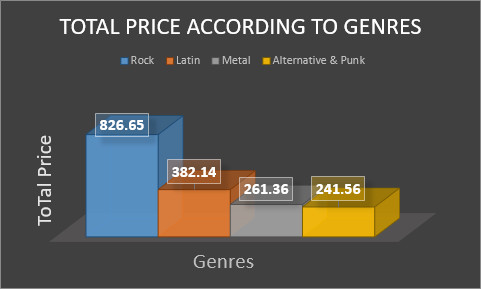 TOTAL PRICE ACCORDING TO GENRES
Rock Latin Metal Alternative & Punk
826.65
382.14
261.36
241.56
ToTal Price
Genres